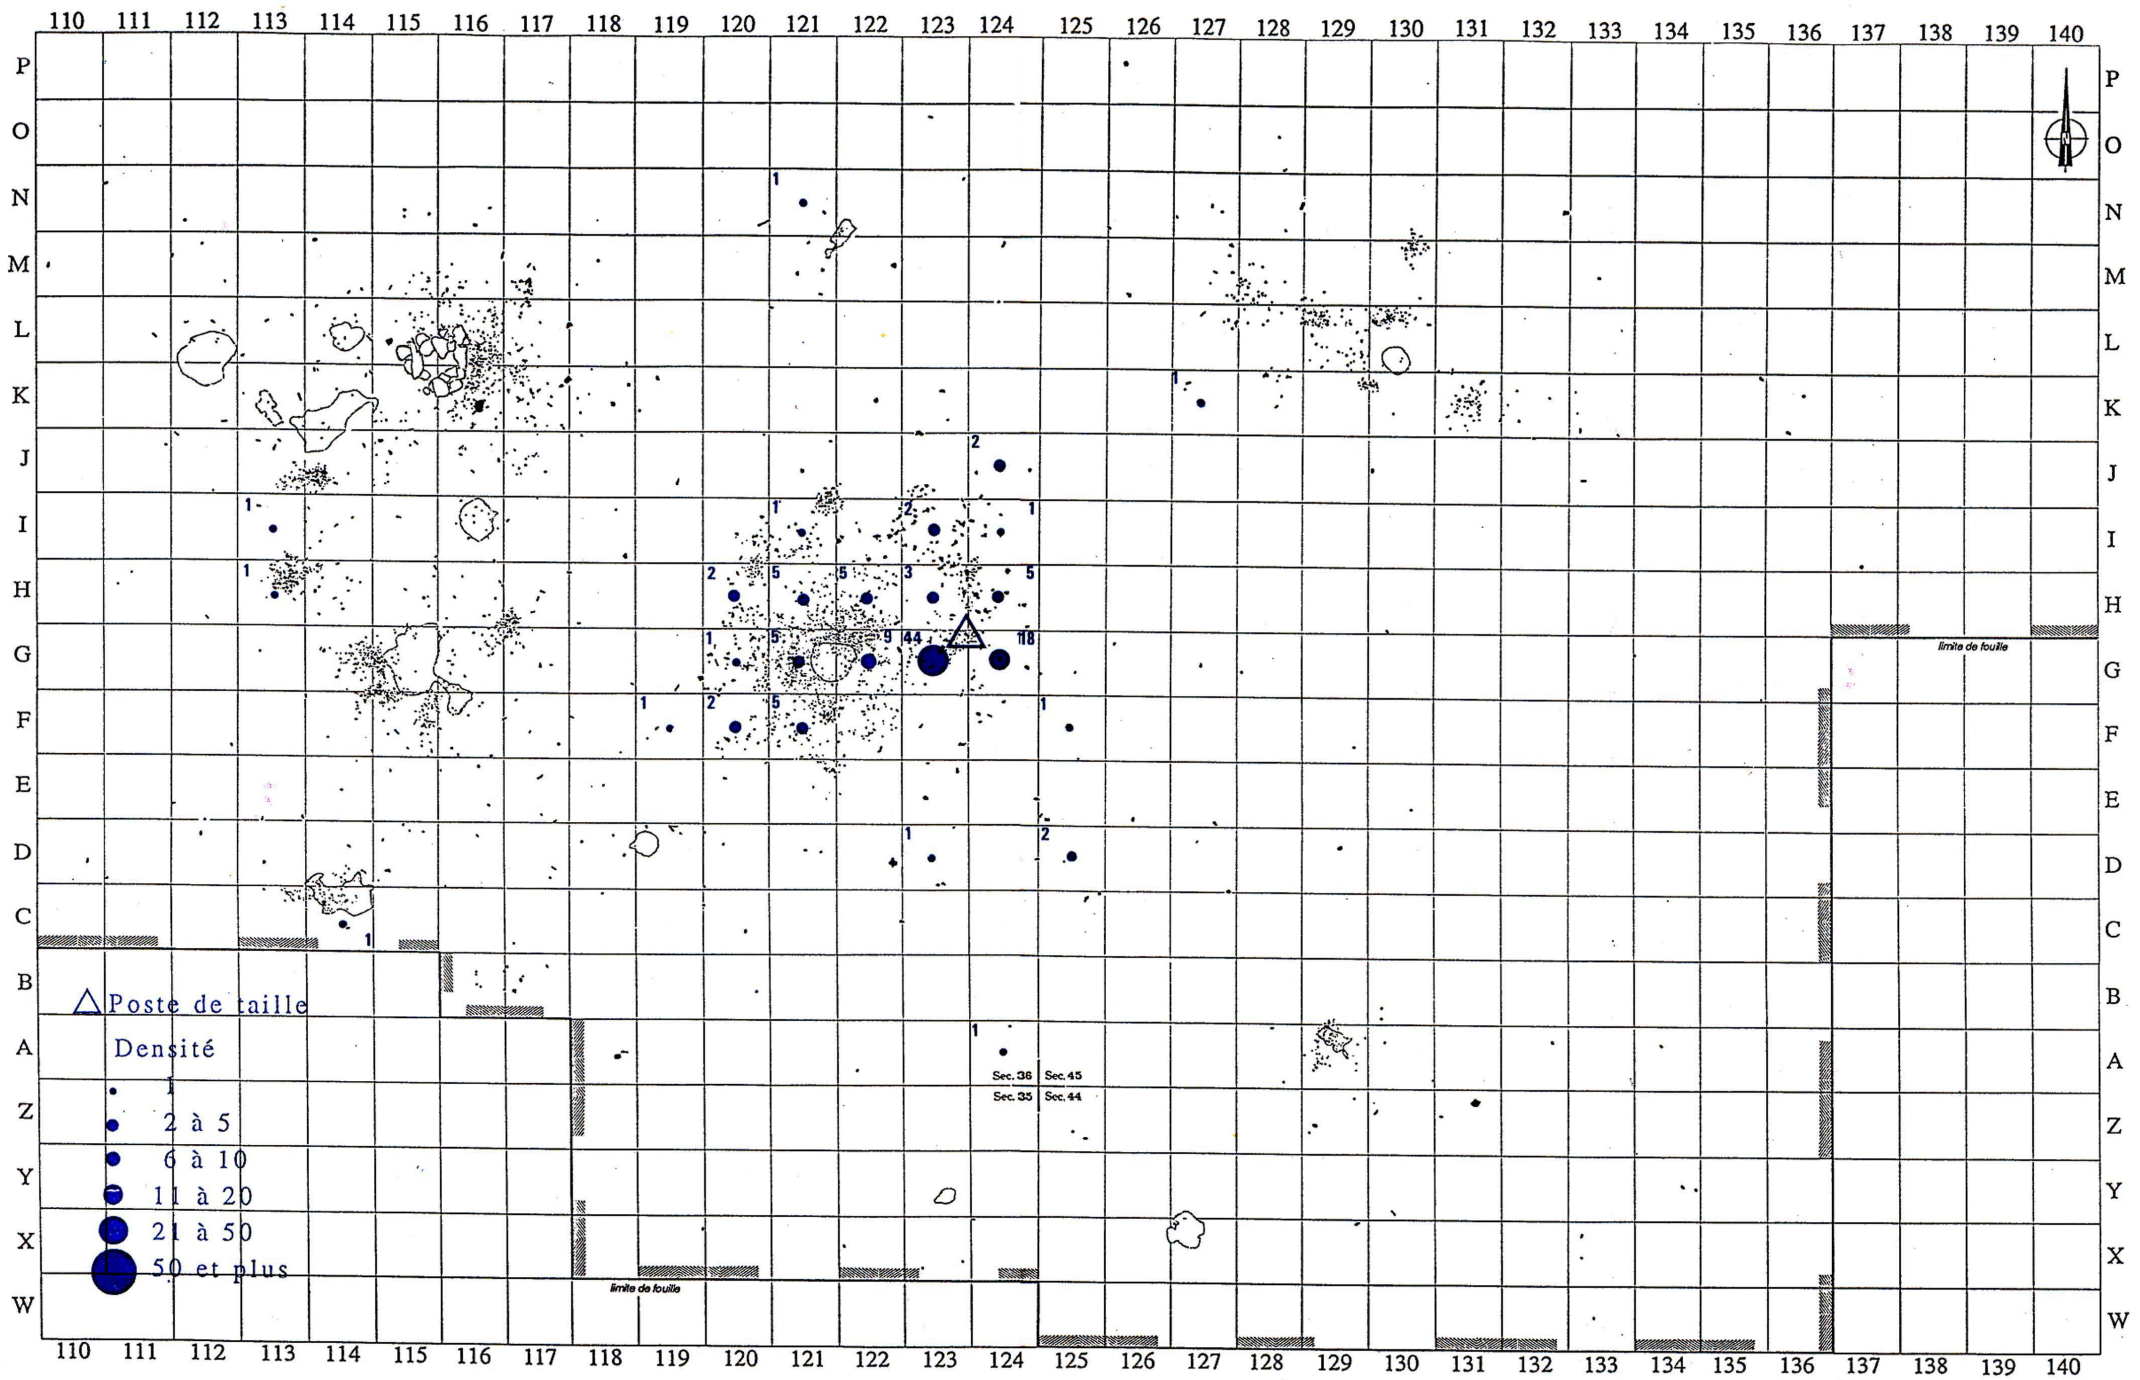 110 111 112 113 114 115 116 117 118 119 120 121 122 123 124 125 126 127 128 129 130 131 132 133 134 135 136 137 138 139 140
P P
O O
N 1 N
M M
L L
K 1 K
J 2 J
I 1 1 2 1 I
H 1 2 5 5 3 5 H
G 1 5 9 44 18 G
limite de fouille
F 1 2 5 1 F
E E
D 1 2 D
C 1 C
B B
Poste de taille
A 1 A
Densité
Sec. 36 Sec. 45
1
Sec. 35 Sec. 44
Z Z
2 à 5
6 à 10
Y Y
11 à 20
21 à 50
X X
50 et plus
limite de fouille
W W
110 111 112 113 114 115 116 117 118 119 120 121 122 123 124 125 126 127 128 129 130 131 132 133 134 135 136 137 138 139 140